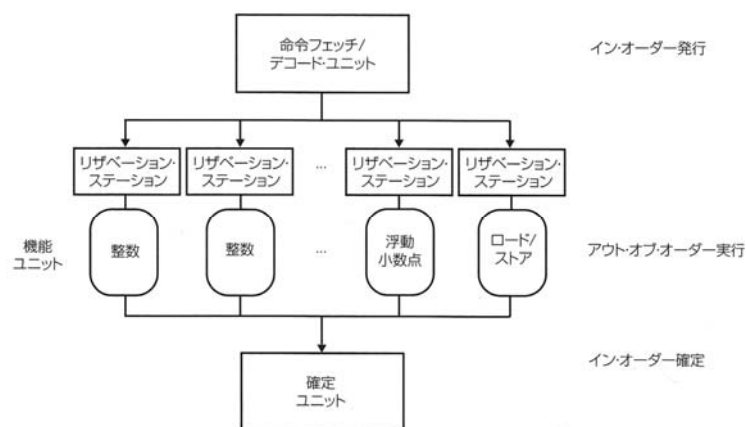 命令フェッチ/
デコード・ユニット
イン・オーダー発行
リザベーション・
ステーション
リザベーション・
ステーション
...
リザベーション・
ステーション
リザベーション・
ステーション
機能
ユニット
整数
整数
...
浮動
小数点
ロード/
ストア
アウト・オブ・オーダー実行
確定
ユニット
イン・オーダー確定